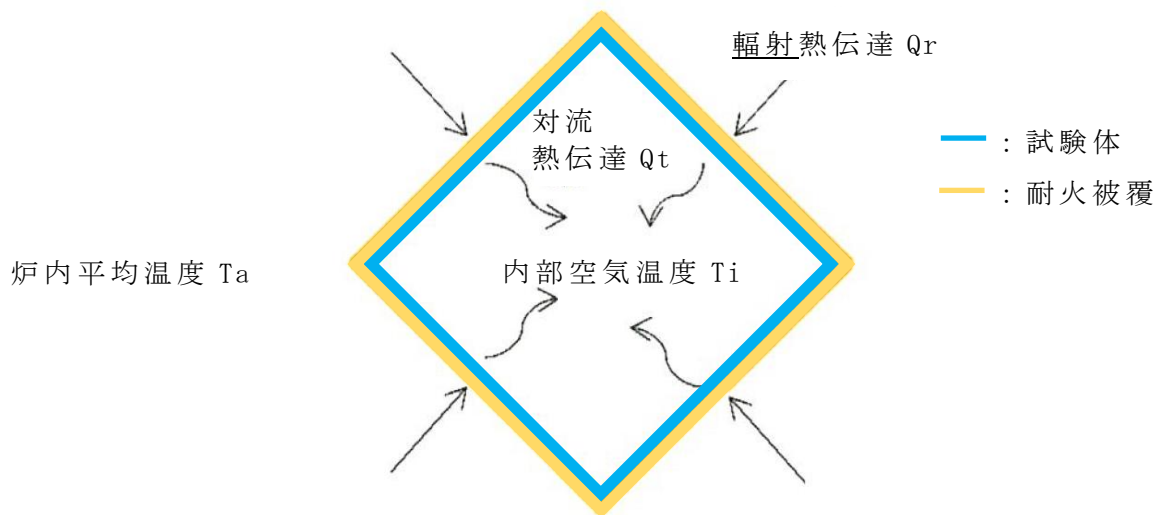 輻射熱伝達 Qr
対流
熱伝達 Qt
：試験体
：耐火被覆
炉内平均温度 Ta
内部空気温度 Ti